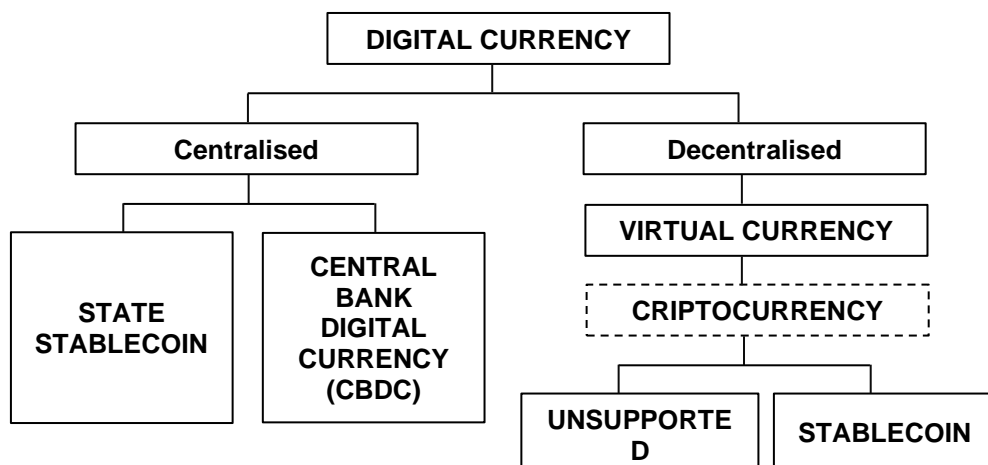 DIGITAL CURRENCY
Centralised
Decentralised
STATE
STABLECOIN
CENTRAL
BANK
DIGITAL
CURRENCY
(CBDC)
VIRTUAL CURRENCY
CRIPTOCURRENCY
UNSUPPORTE
D
STABLECOIN